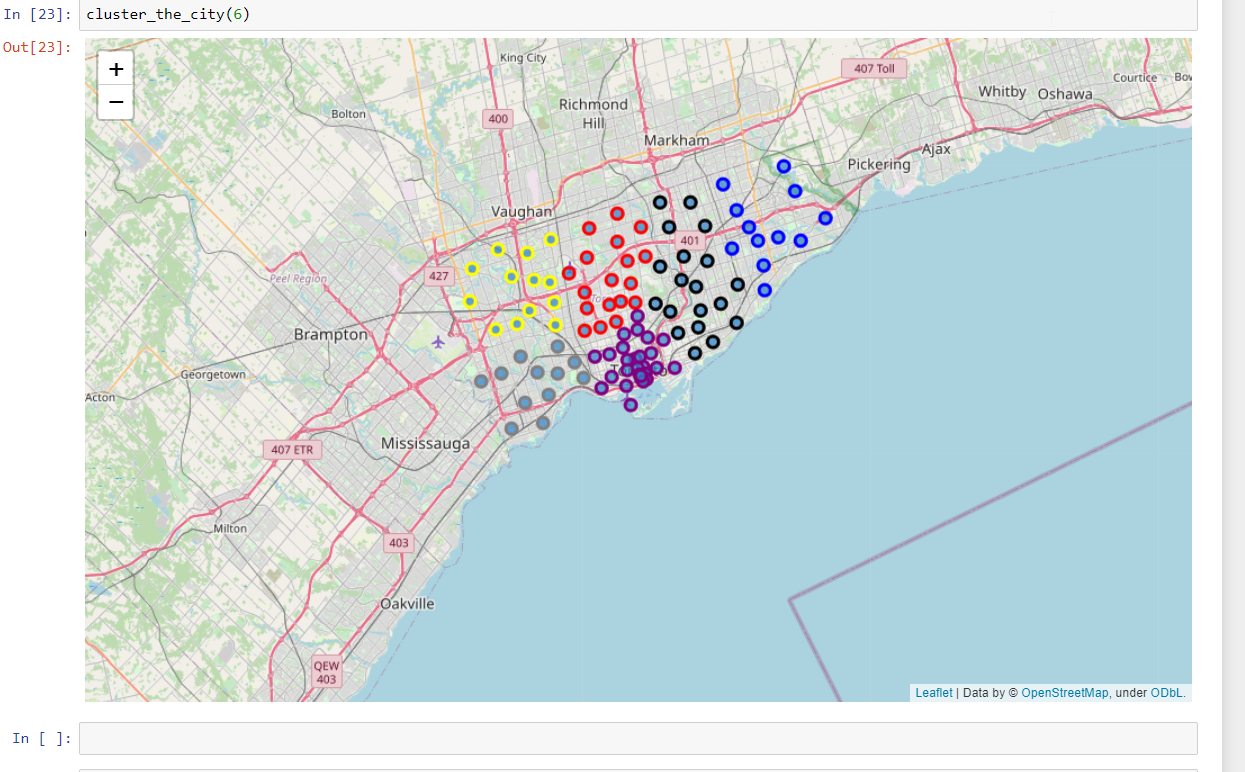 In [23]: cluster_the_city(6)
Out[23]:
+
−
King City
407 Toll
Courtice
Whitby
Oshawa
Richmond
Hill
Bolton
400
Markham
Ajax
Pickering
Vaughan
401
427
Peel Region
Brampton
Georgetown
Acton
Mississauga
407 ETR
Milton
403
Oakville
QEW
403
Leaflet | Data by © OpenStreetMap, under ODbL.
In [ ]: